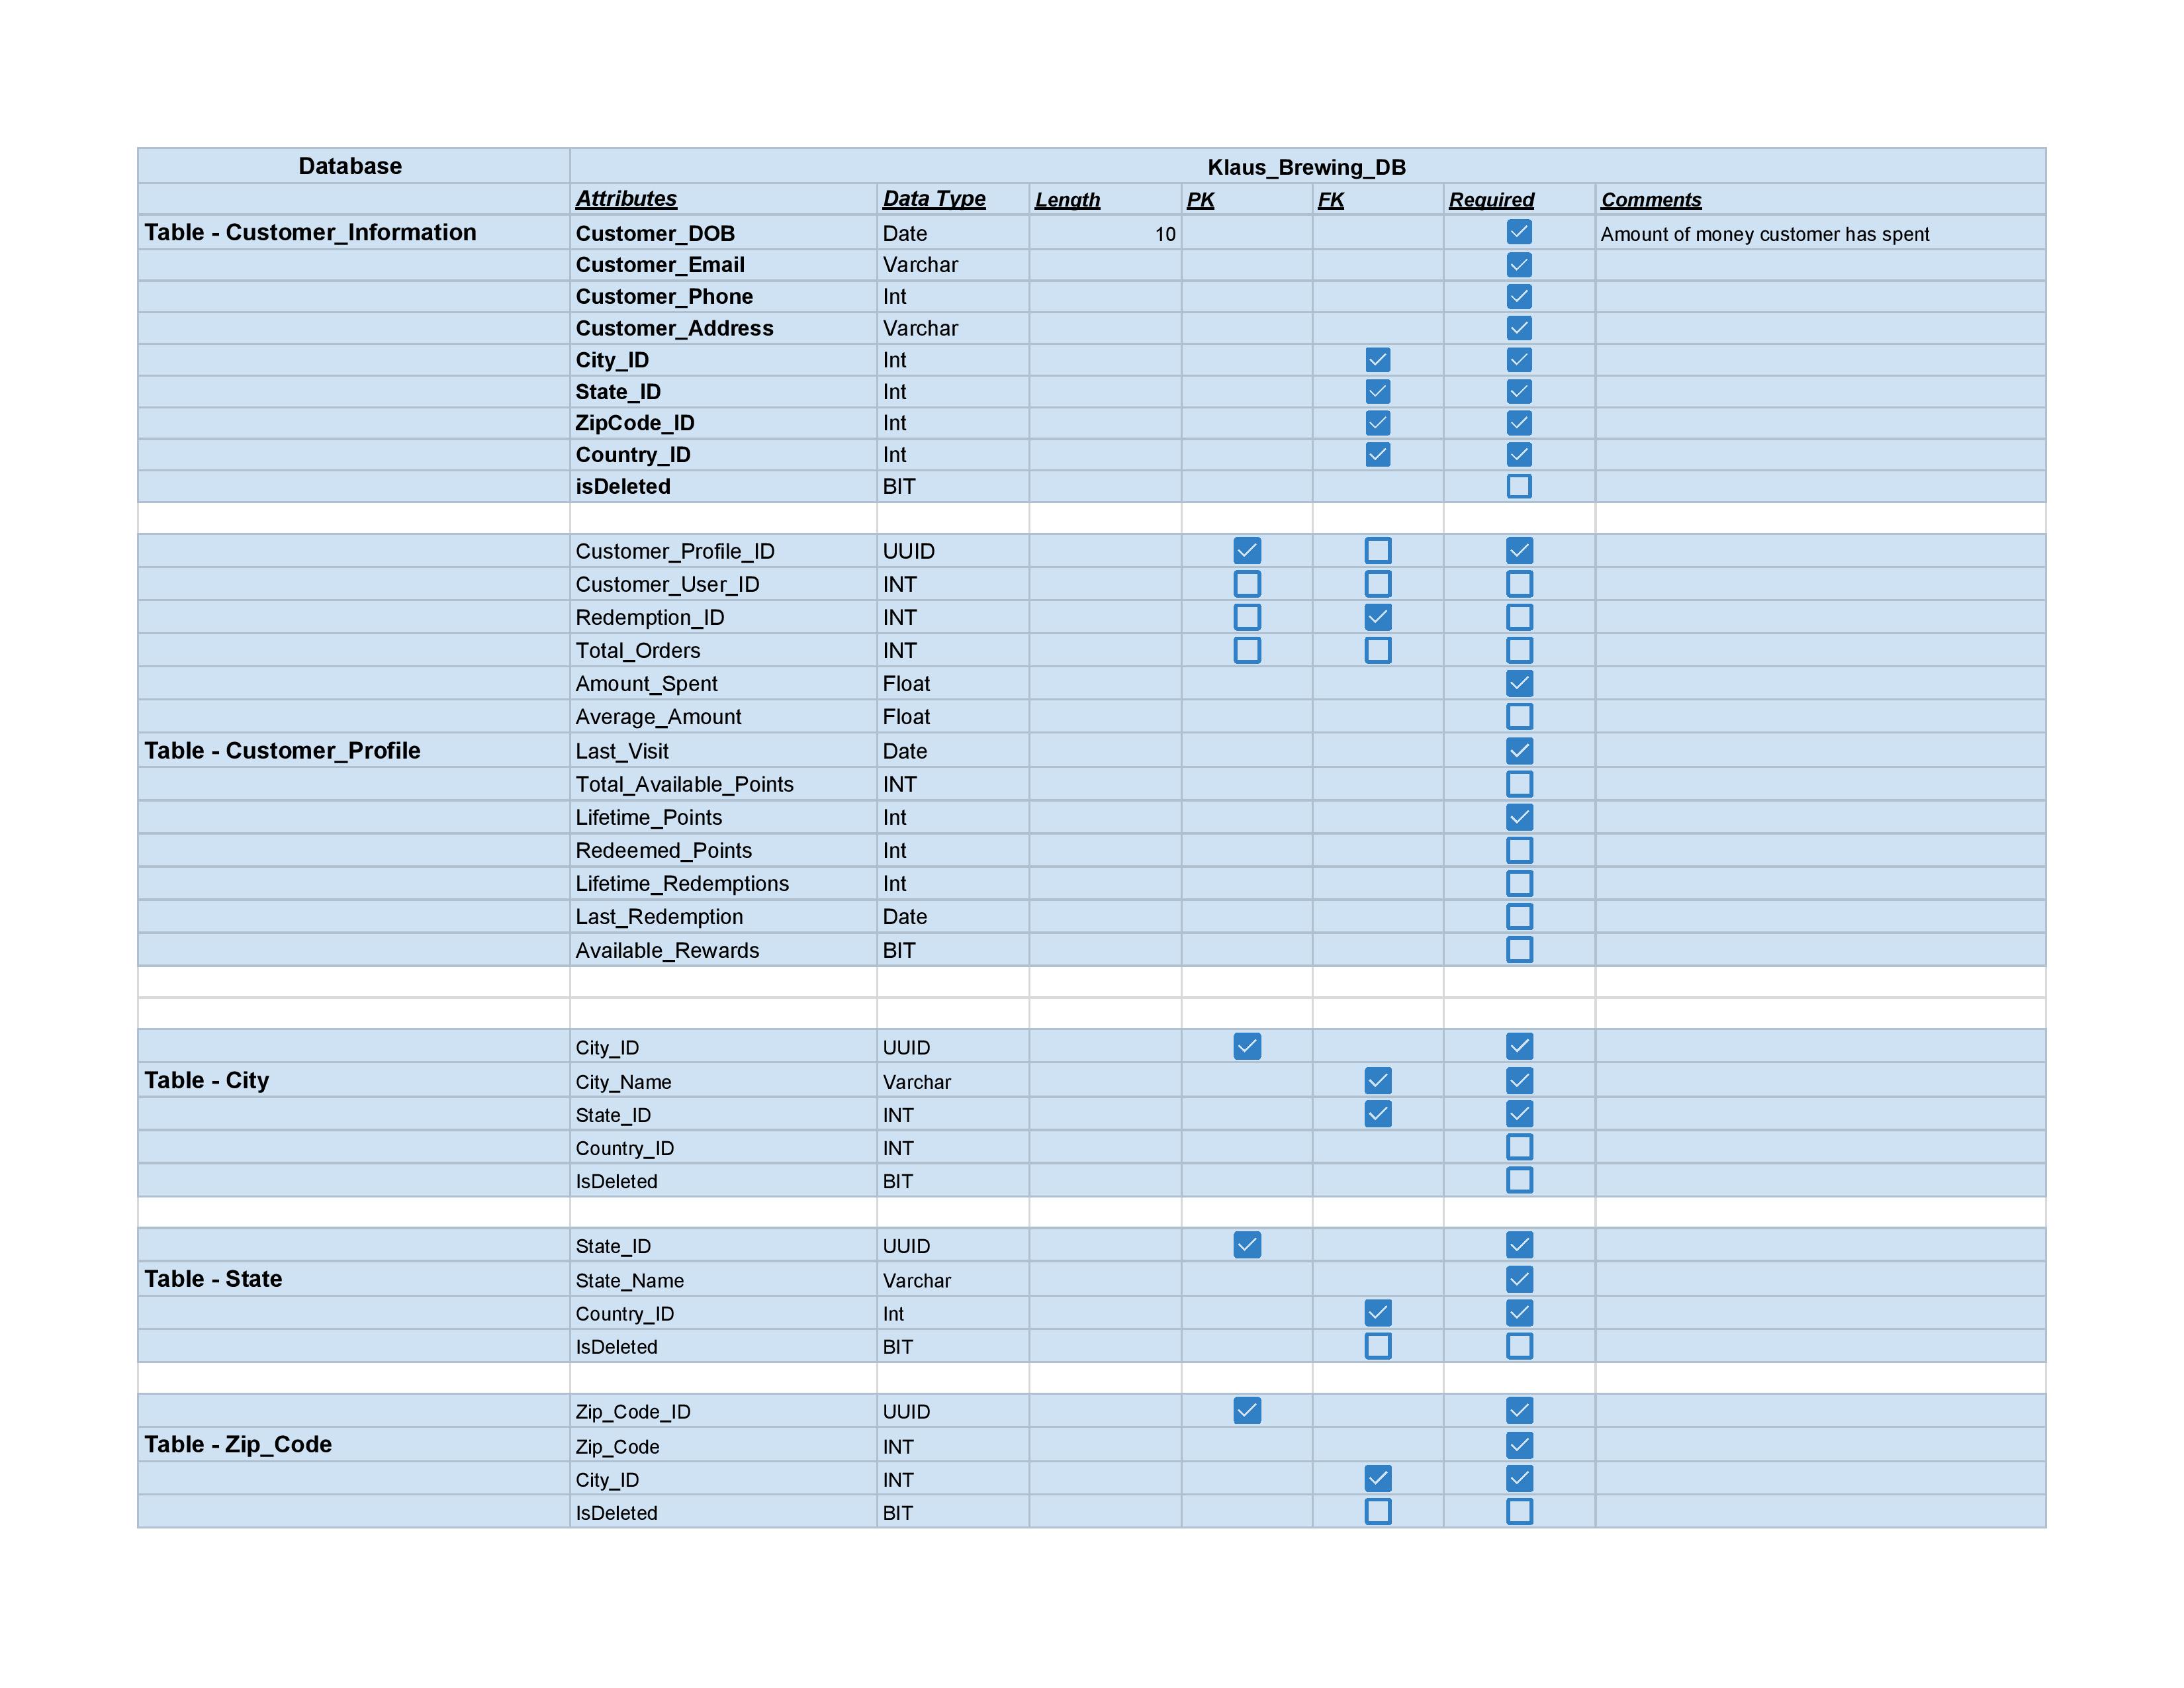 Database Klaus_Brewing_DB
Attributes Data Type Length PK FK Required Comments
Table - Customer_Information Customer_DOB Date 10 Amount of money customer has spent
Customer_Email Varchar
Customer_Phone Int
Customer_Address Varchar
City_ID Int
State_ID Int
ZipCode_ID Int
Country_ID Int
isDeleted BIT
Customer_Profile_ID UUID
Customer_User_ID INT
Redemption_ID INT
Total_Orders INT
Amount_Spent Float
Average_Amount Float
Table - Customer_Profile Last_Visit Date
Total_Available_Points INT
Lifetime_Points Int
Redeemed_Points Int
Lifetime_Redemptions Int
Last_Redemption Date
Available_Rewards BIT
City_ID UUID
Table - City City_Name Varchar
State_ID INT
Country_ID INT
IsDeleted BIT
State_ID UUID
Table - State State_Name Varchar
Country_ID Int
IsDeleted BIT
Zip_Code_ID UUID
Table - Zip_Code Zip_Code INT
City_ID INT
IsDeleted BIT